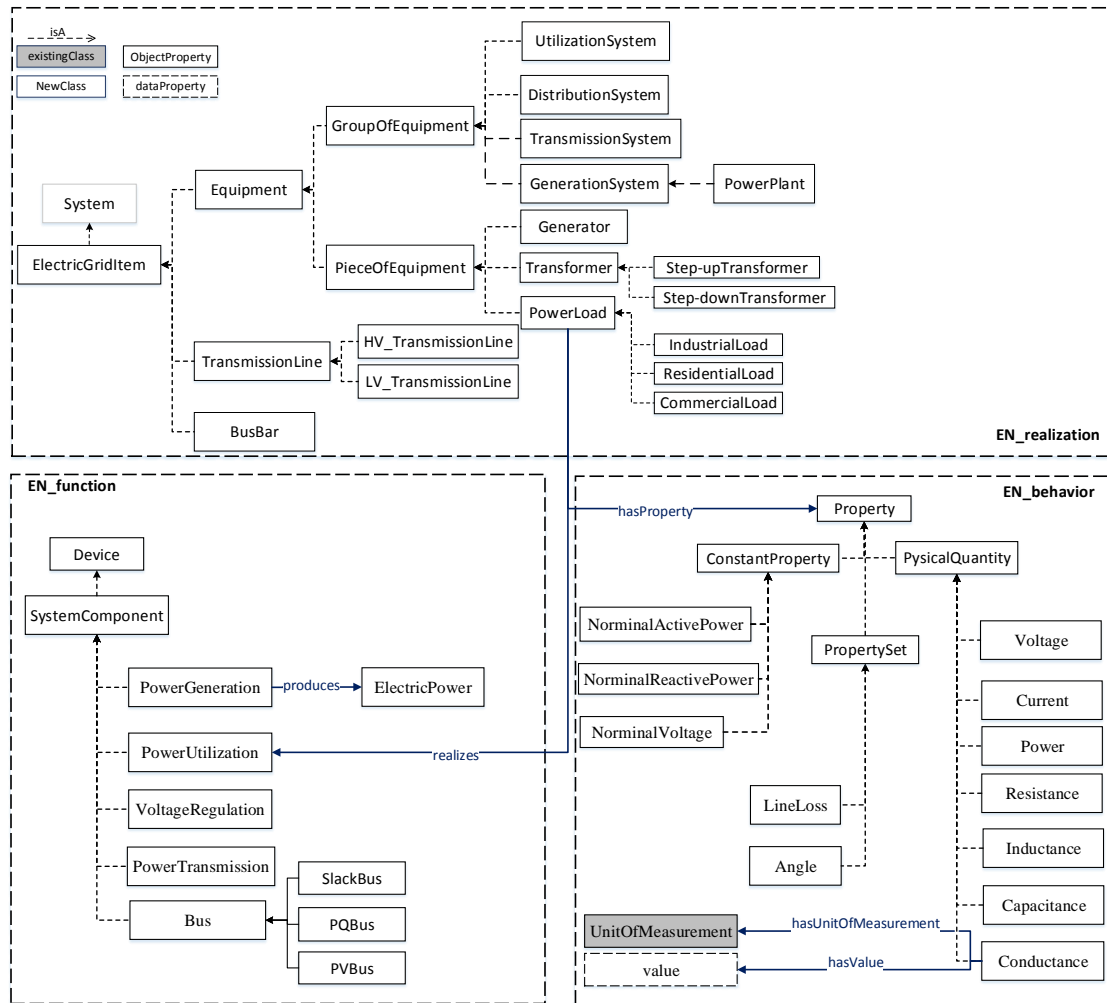 isA
existingClass
ObjectProperty
NewClass
dataProperty
UtilizationSystem
DistributionSystem
GroupOfEquipment
TransmissionSystem
Equipment
GenerationSystem
PowerPlant
System
Generator
ElectricGridItem
PieceOfEquipment
Transformer
Step-upTransformer
Step-downTransformer
PowerLoad
HV_TransmissionLine
IndustrialLoad
TransmissionLine
ResidentialLoad
LV_TransmissionLine
CommercialLoad
BusBar
EN_realization
EN_function
EN_behavior
hasProperty
Property
Device
ConstantProperty
PysicalQuantity
SystemComponent
NorminalActivePower
Voltage
PropertySet
PowerGeneration
produces
ElectricPower
NorminalReactivePower
Current
NorminalVoltage
Power
PowerUtilization
realizes
Resistance
LineLoss
VoltageRegulation
Inductance
PowerTransmission
Angle
SlackBus
Capacitance
Bus
PQBus
UnitOfMeasurement
hasUnitOfMeasurement
PVBus
value
hasValue
Conductance